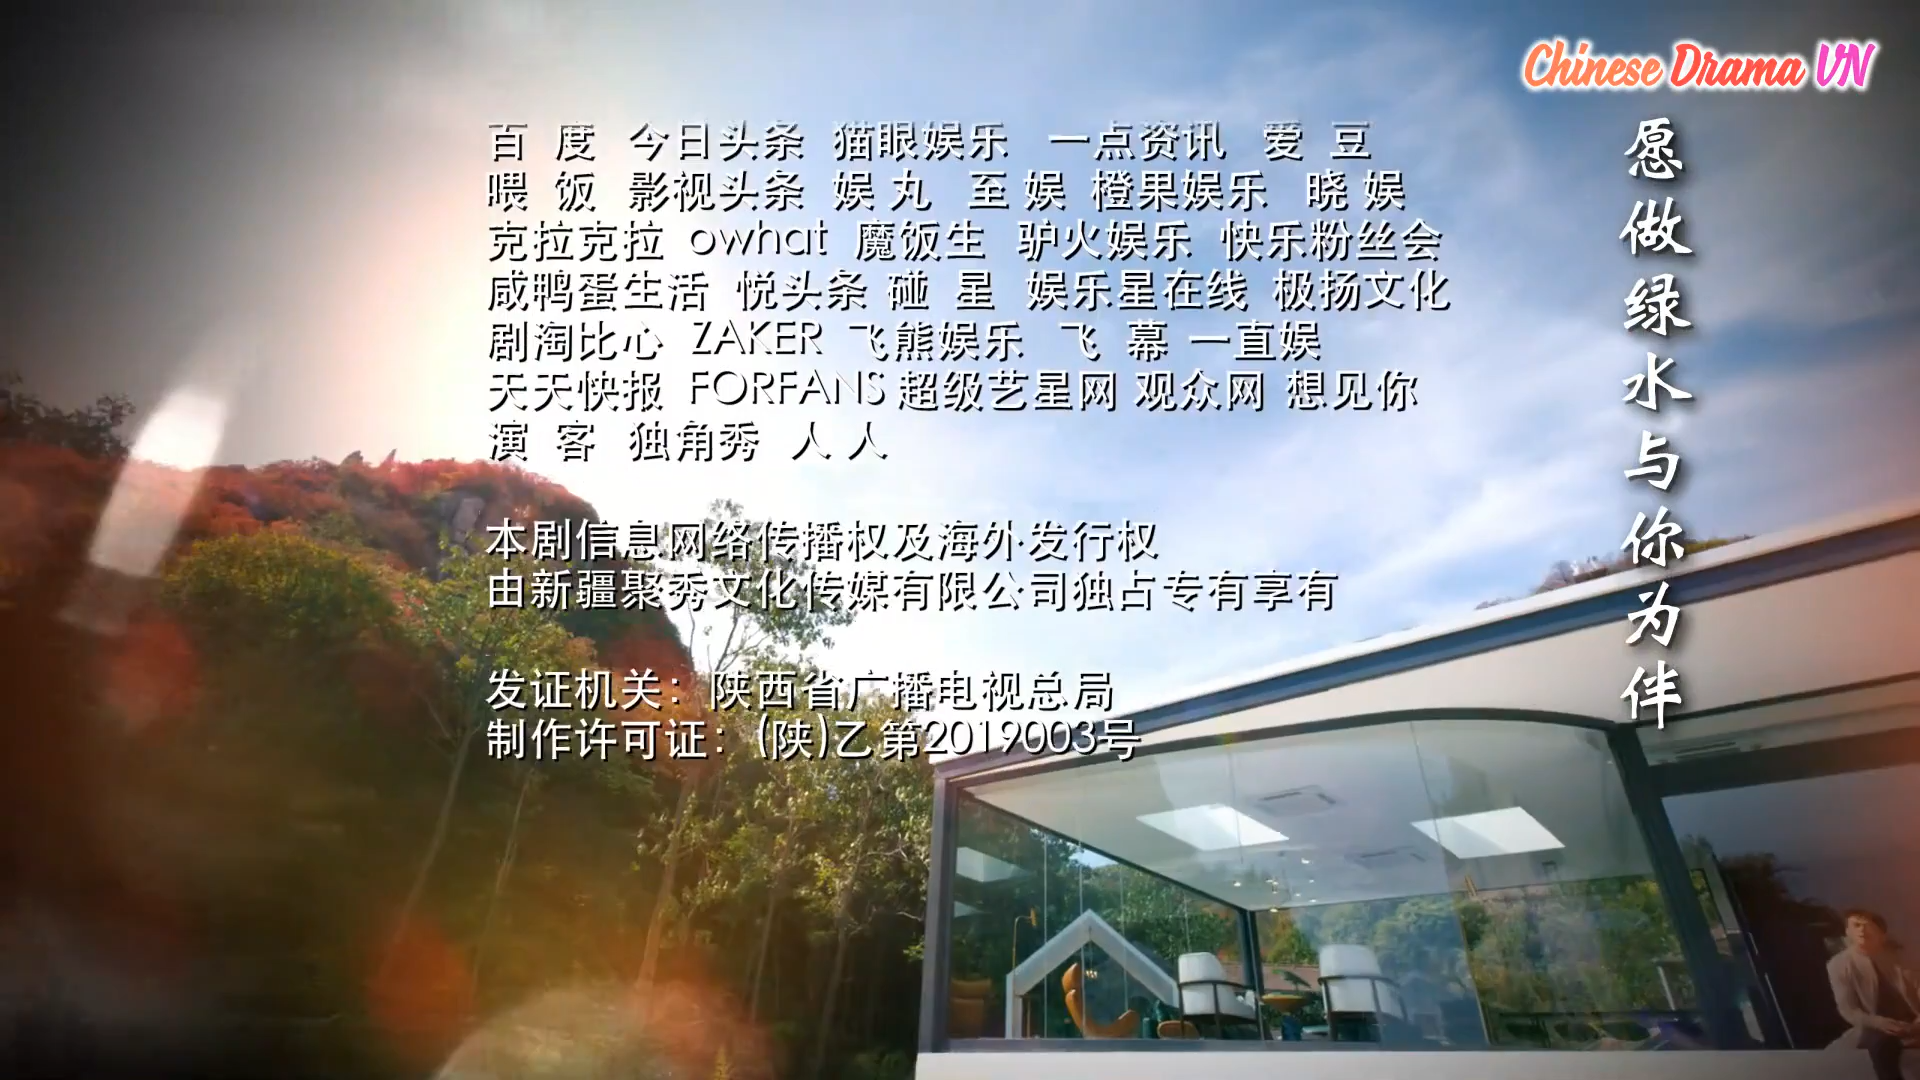 Chinese Drama VN
百 度 今日头条 猫眼娱乐 一点资讯 爱 豆
喂 饭 影视头条 娱 丸 至 娱 橙果娱乐 晓 娱
克拉克拉 owhat 魔饭生 驴火娱乐 快乐粉丝会
咸鸭蛋生活 悦头条 碰 星 娱乐星在线 极扬文化
剧淘比心 ZAKER 飞熊娱乐 飞 幕 一直娱
天天快报 FORFANS 超级艺星网 观众网 想见你
演 客 独角秀 人 人
本剧信息网络传播权及海外发行权
由新疆聚秀文化传媒有限公司独占专有享有
发证机关：陕西省广播电视总局
制作许可证：(陕)乙第2019003号
愿做绿水与你为伴